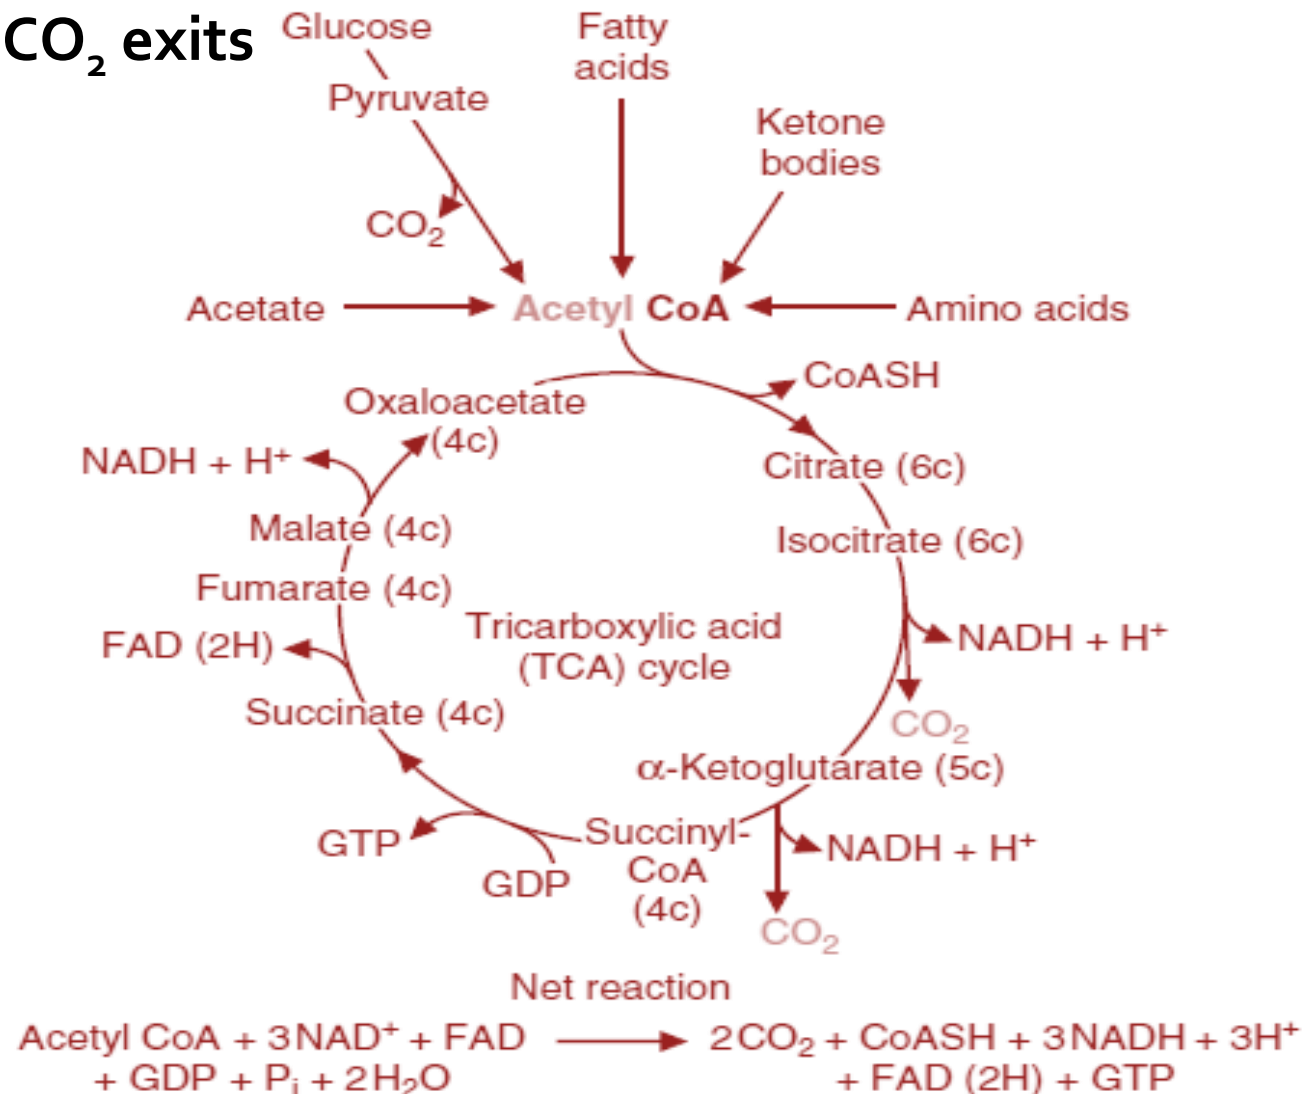 CO₂ exits
Glucose
Fatty
acids
Pyruvate
Ketone
bodies
CO₂
Acetate
Acetyl CoA
Amino acids
CoASH
Oxaloacetate
(4c)
NADH + H⁺
Citrate (6c)
Malate (4c)
Isocitrate (6c)
Fumarate (4c)
Tricarboxylic acid
(TCA) cycle
FAD (2H)
NADH + H⁺
Succinate (4c)
CO₂
α-Ketoglutarate (5c)
GTP
GDP
Succinyl-
CoA
(4c)
NADH + H⁺
CO₂
Net reaction
Acetyl CoA + 3NAD⁺ + FAD 2CO₂ + CoASH + 3NADH + 3H⁺
+ GDP + Pᵢ + 2H₂O + FAD (2H) + GTP